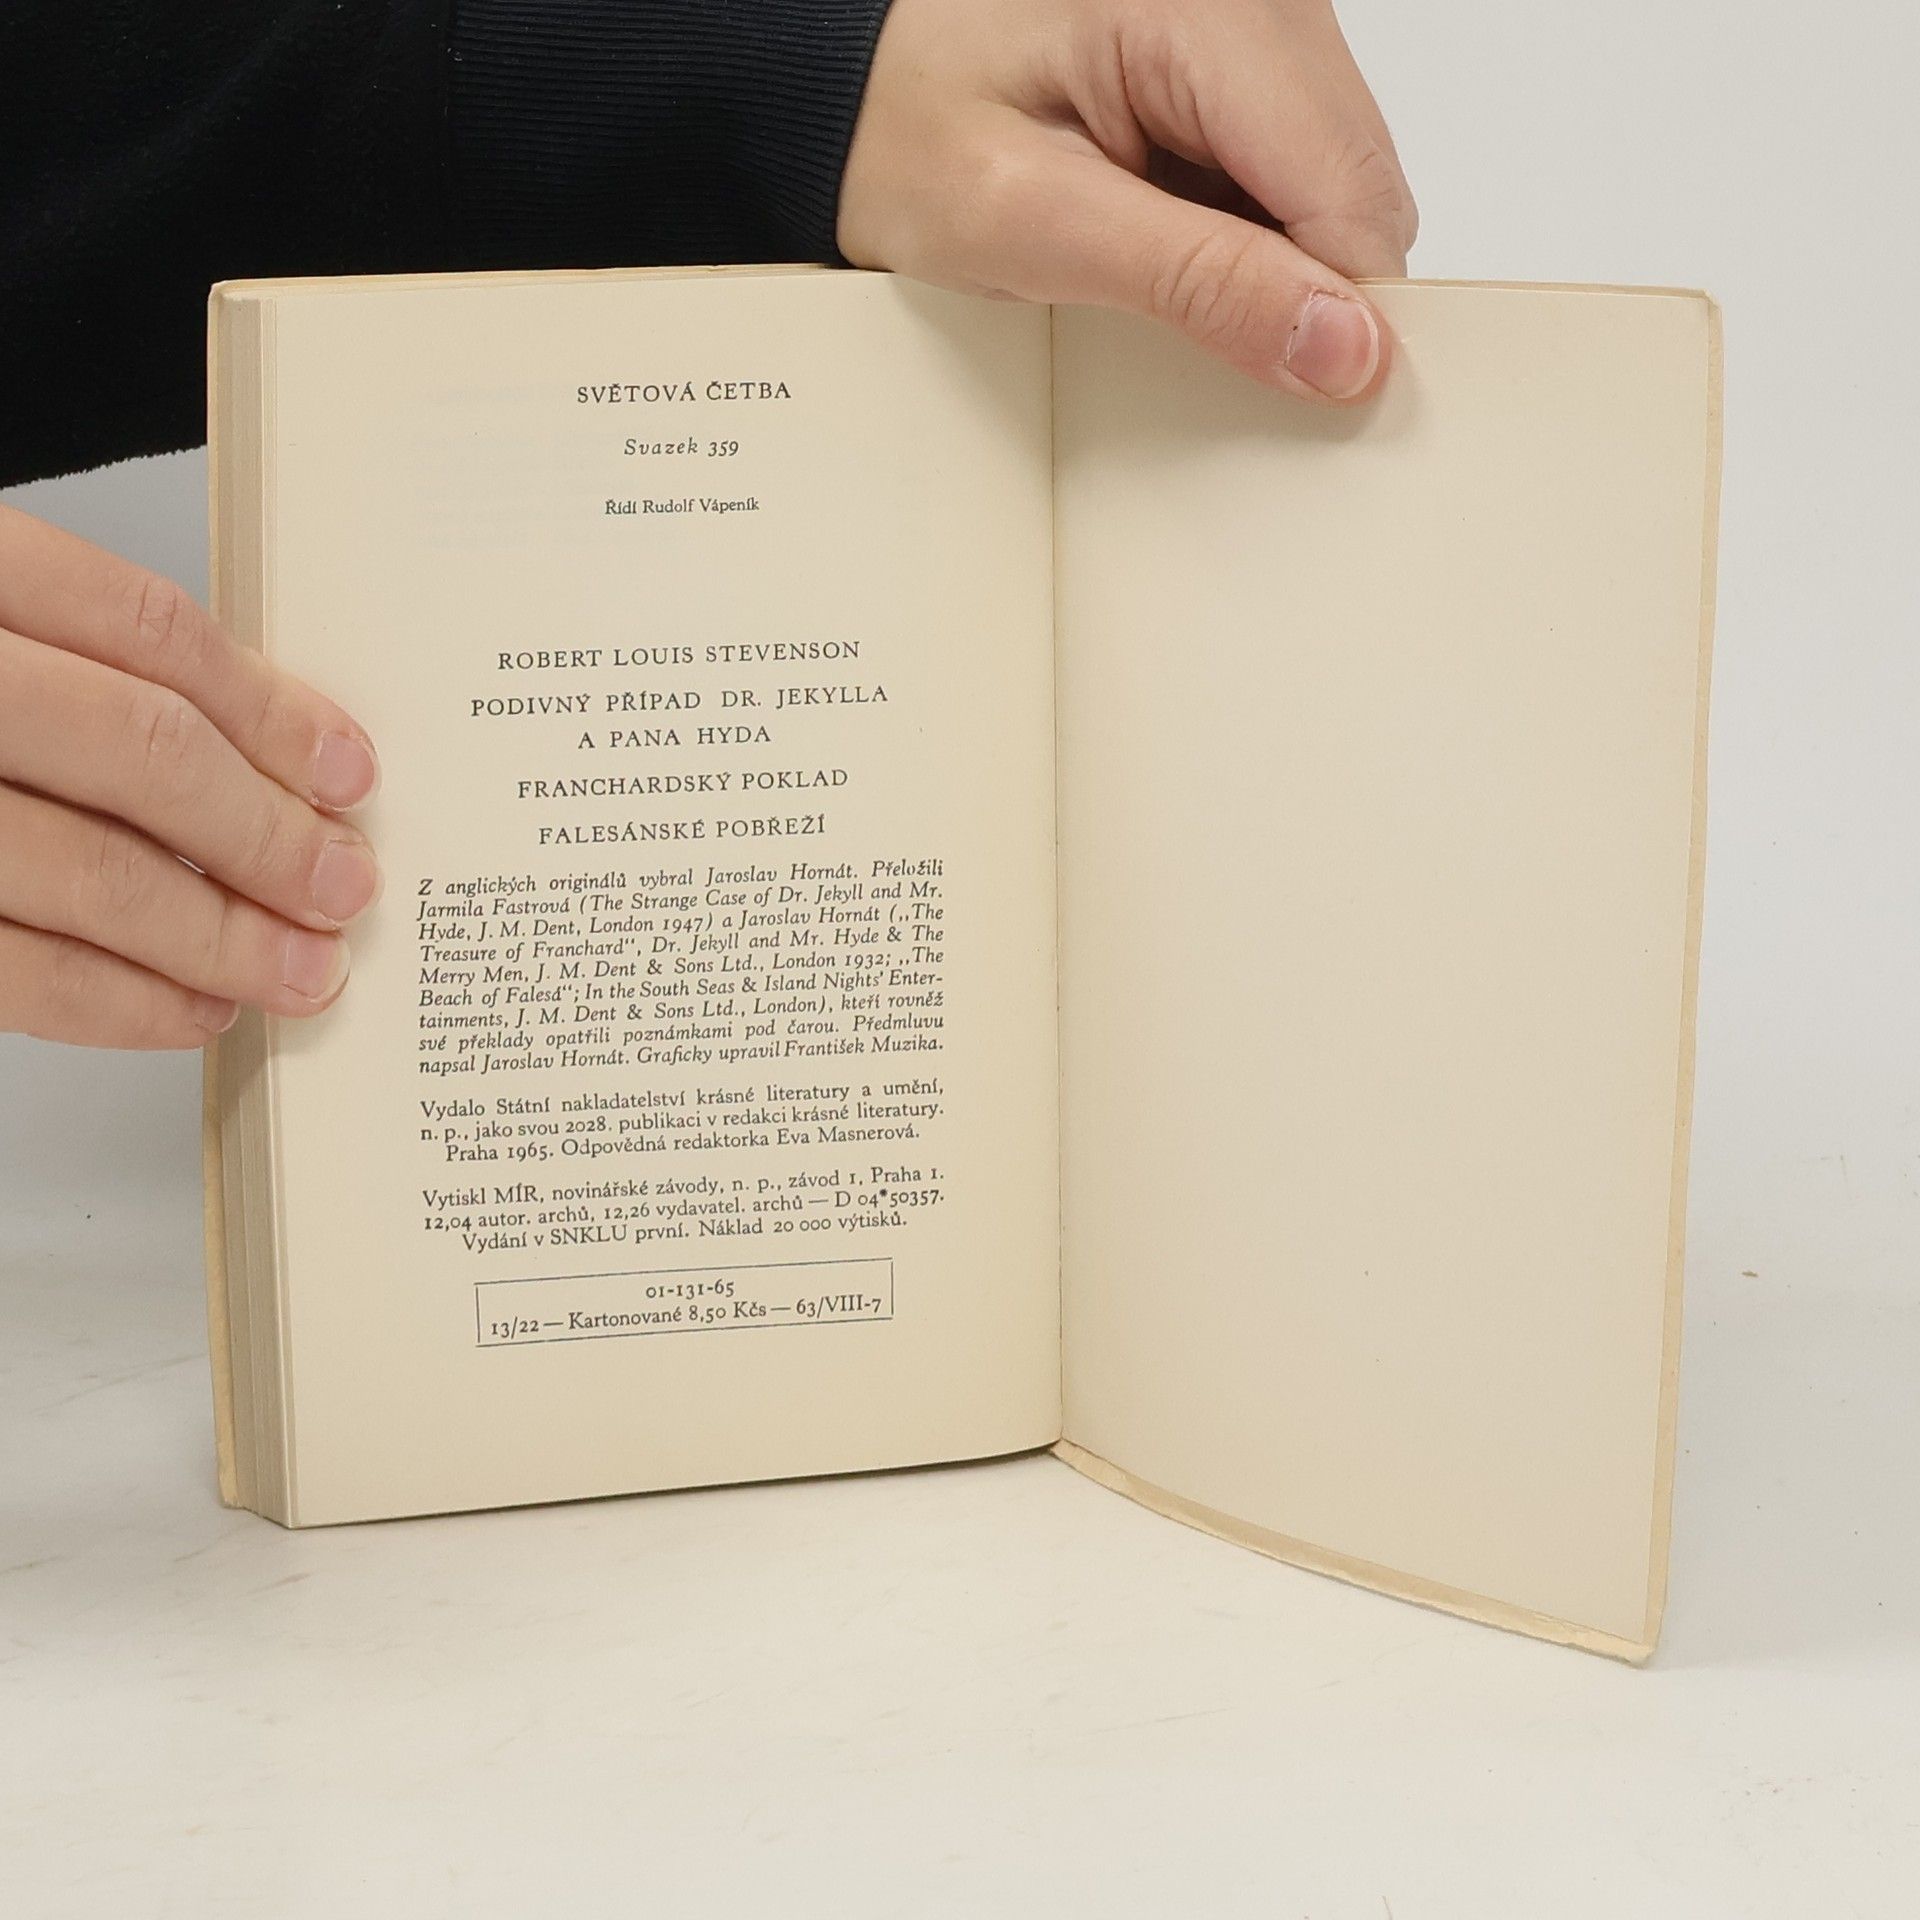 SVĚTOVÁ ČETBA
Svazek 359
Řídí Rudolf Vápeník
ROBERT LOUIS STEVENSON
PODIVNÝ PŘÍPAD DR. JEKYLLA
A PANA HYDA
FRANCHARDSKÝ POKLAD
FALESÁNSKÉ POBŘEŽÍ
Z anglických originálů vybral Jaroslav Hornát. Přeložili
Jarmila Fastrová (The Strange Case of Dr. Jekyll and Mr.
Hyde, J. M. Dent, London 1947) a Jaroslav Hornát („The
Treasure of Franchard“, Dr. Jekyll and Mr. Hyde & The
Merry Men, J. M. Dent & Sons Ltd., London 1932; „The
Beach of Falesá“; In the South Seas & Island Nights' Enter-
tainments, J. M. Dent & Sons Ltd., London), kteří rovněž
své překlady opatřili poznámkami pod čarou. Předmluvu
napsal Jaroslav Hornát. Graficky upravil František Muzika.
Vydalo Státní nakladatelství krásné literatury a umění,
n. p., jako svou 2028. publikaci v redakci krásné literatury.
Praha 1965. Odpovědná redaktorka Eva Masnerová.
Vytiskl MÍR, novinářské závody, n. p., závod 1, Praha 1.
12,04 autor. archů, 12,26 vydavatel. archů — D 04*50357.
Vydání v SNKLU první. Náklad 20 000 výtisků.
01-131-65
13/22 — Kartonované 8,50 Kčs — 63/VIII-7